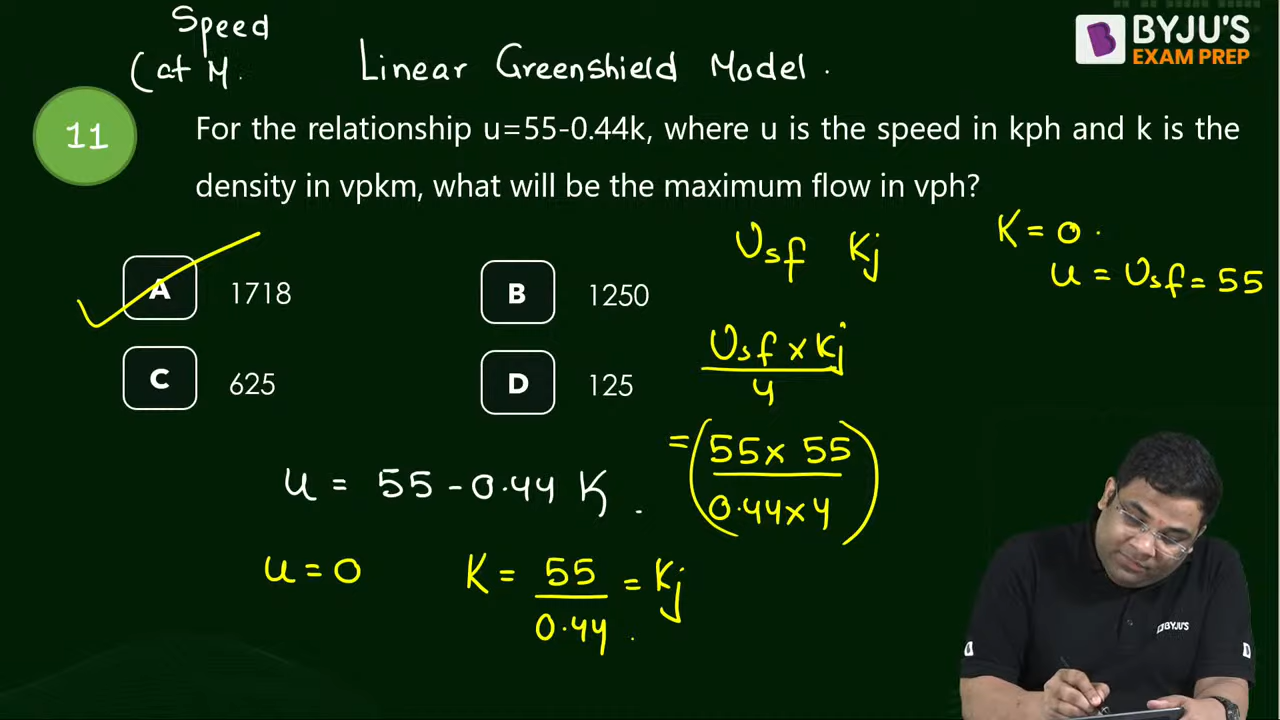 Speed
(at M
Linear Greenshield Model.
BYJU'S
EXAM PREP
11
For the relationship u=55-0.44k, where u is the speed in kph and k is the
density in vpkm, what will be the maximum flow in vph?
A 1718
B 1250
C 625
D 125
Usf Kj
K = 0.
u = Usf = 55
Usf x Kj
4
= (55 x 55
0.44 x 4)
u = 55 - 0.44 K.
u = 0
K = 55 = Kj
0.44.
BYJU'S